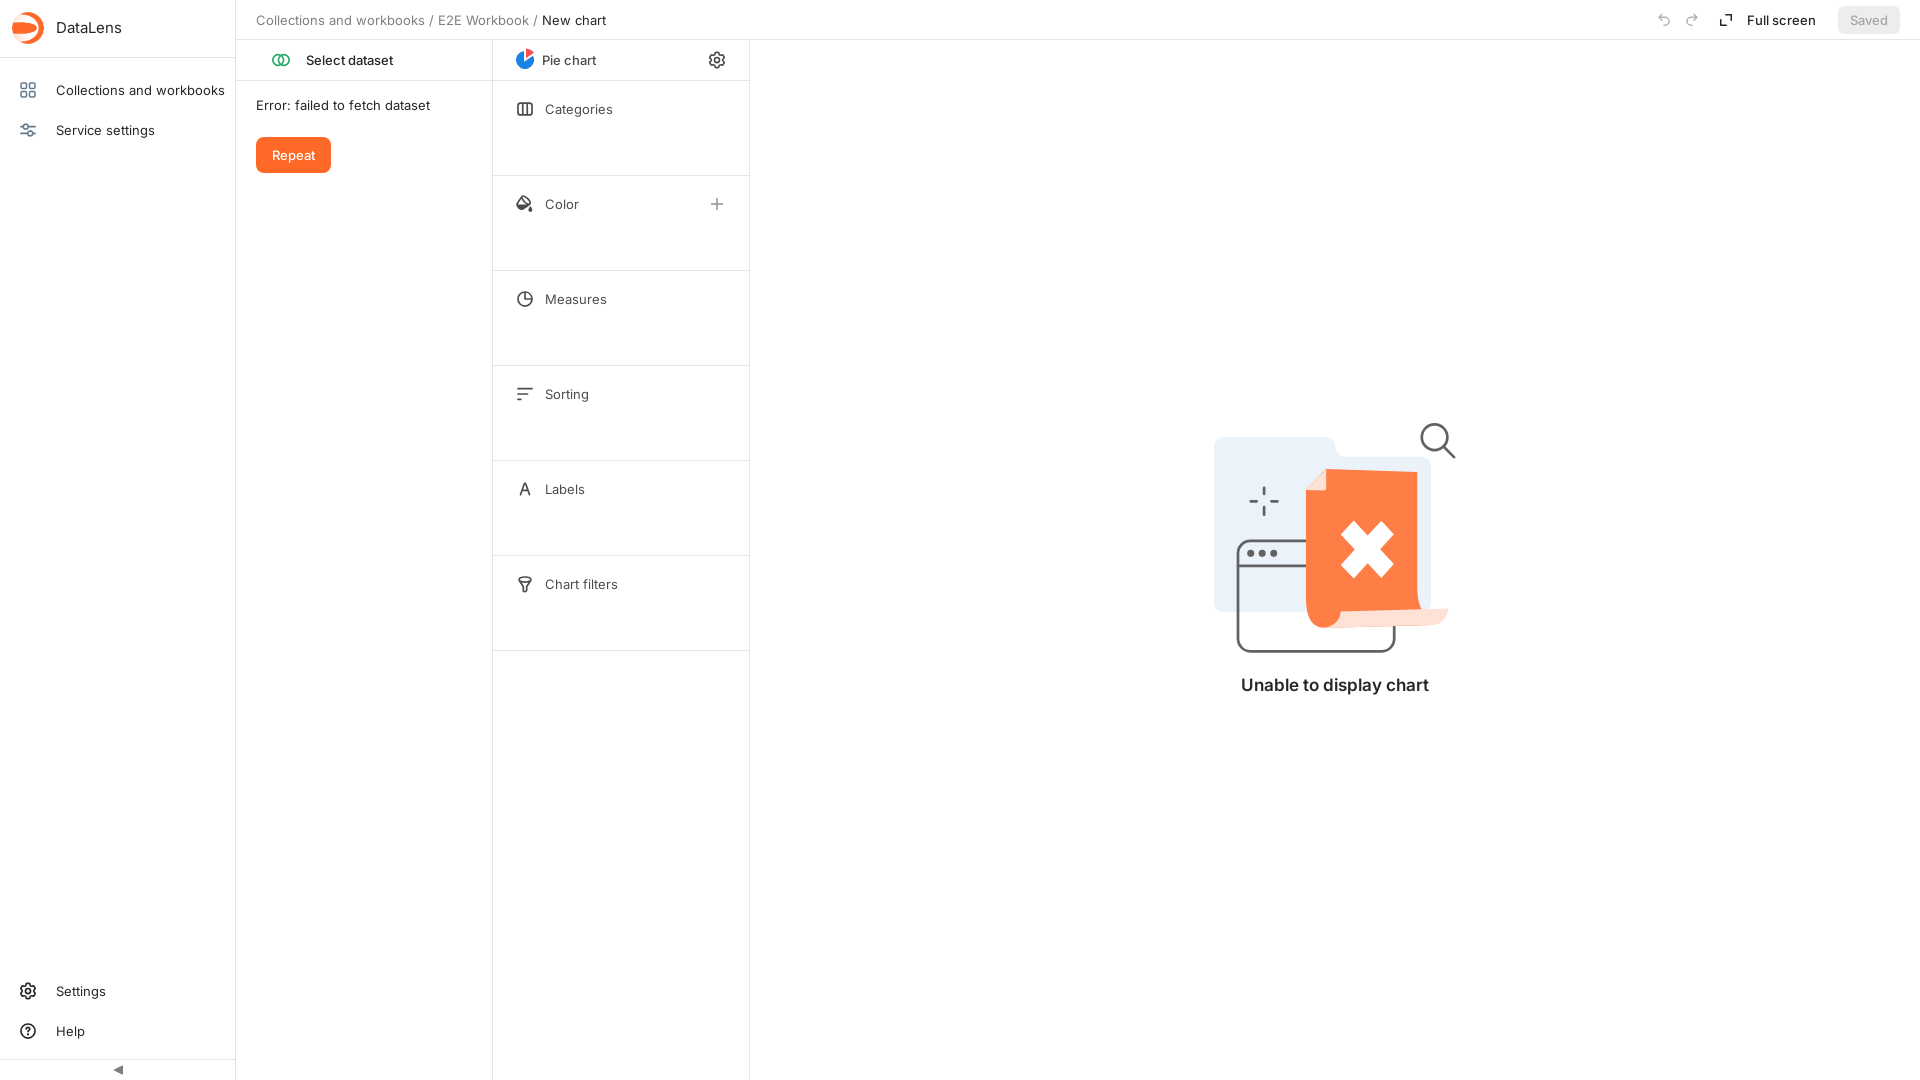 DataLens
Collections and workbooks
Service settings
Settings
Help
Collections and workbooks / E2E Workbook / New chart
Full screen
Saved
Select dataset
Error: failed to fetch dataset
Repeat
Pie chart
Categories
Color
Measures
Sorting
Labels
Chart filters
Unable to display chart